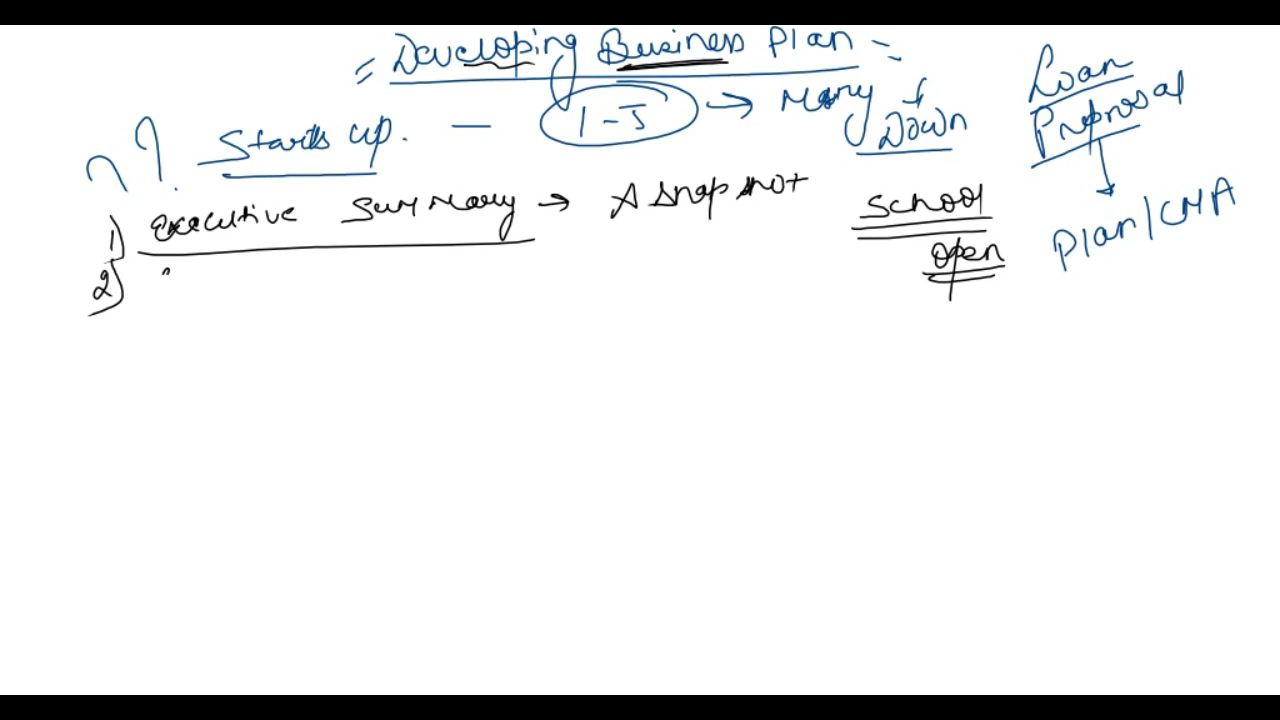 = Developing Business Plan =
Starts up. — 1-5 → Many ↓
Down
Loan
Proposal
↓
Plan/CMA
1) Executive Summary → A snapshot
School
open
2)